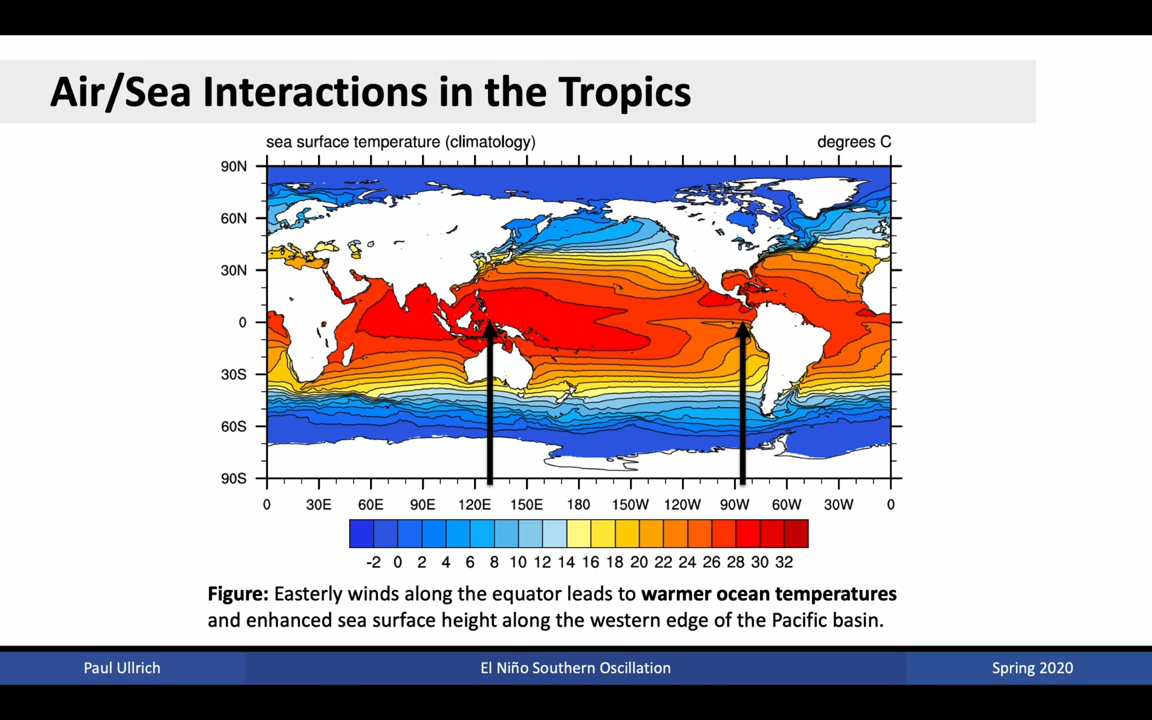 Air/Sea Interactions in the Tropics
sea surface temperature (climatology) degrees C
90N
60N
30N
0
30S
60S
90S
0 30E 60E 90E 120E 150E 180 150W 120W 90W 60W 30W 0
-2 0 2 4 6 8 10 12 14 16 18 20 22 24 26 28 30 32
Figure: Easterly winds along the equator leads to warmer ocean temperatures
and enhanced sea surface height along the western edge of the Pacific basin.
Paul Ullrich El Niño Southern Oscillation Spring 2020